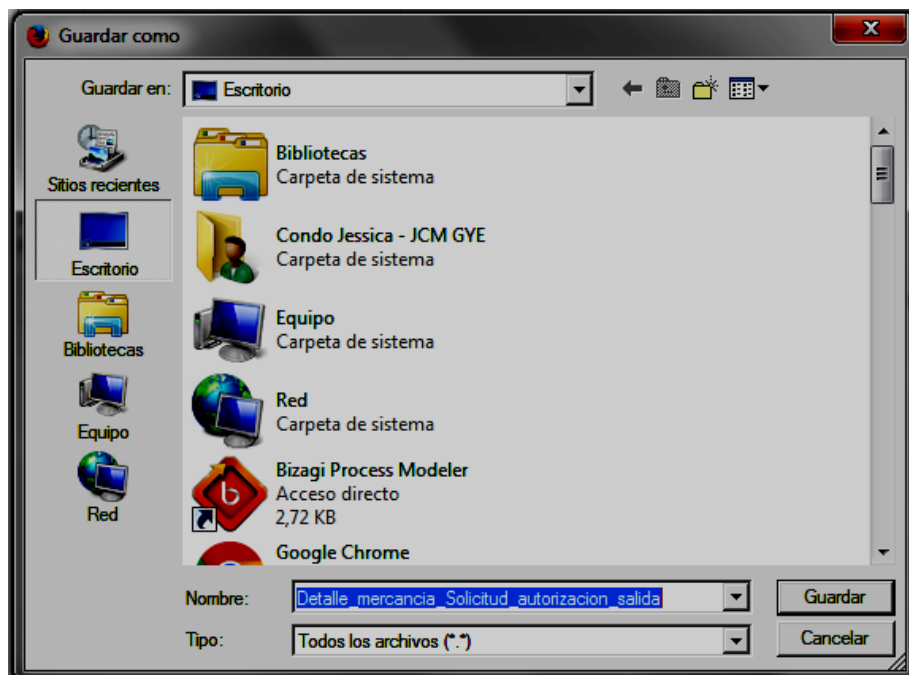 Guardar como
Guardar en:
Escritorio
Sitios recientes
Escritorio
Bibliotecas
Equipo
Red
Bibliotecas
Carpeta de sistema
Condo Jessica - JCM GYE
Carpeta de sistema
Equipo
Carpeta de sistema
Red
Carpeta de sistema
Bizagi Process Modeler
Acceso directo
2,72 KB
Google Chrome
Nombre:
Detalle_mercancia_Solicitud_autorizacion_salida
Guardar
Tipo:
Todos los archivos (*.*)
Cancelar